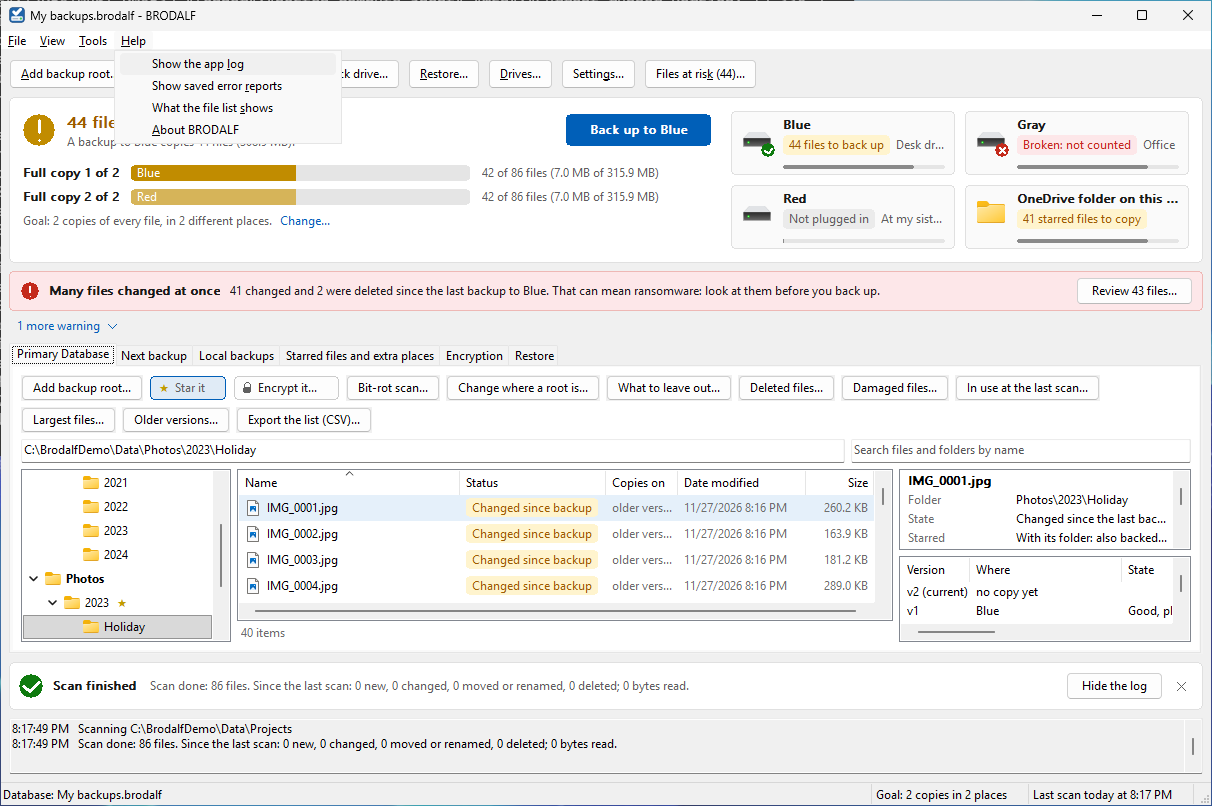 My backups.brodalf - BRODALF
File View Tools Help
Show the app log
Show saved error reports
What the file list shows
About BRODALF
Add backup root. ck drive... Restore... Drives... Settings... Files at risk (44)...
44 file
Back up to Blue
Full copy 1 of 2 Blue 42 of 86 files (7.0 MB of 315.9 MB)
Full copy 2 of 2 Red 42 of 86 files (7.0 MB of 315.9 MB)
Goal: 2 copies of every file, in 2 different places. Change...
Blue
44 files to back up Desk dr...
Gray
Broken: not counted Office
Red
Not plugged in At my sist...
OneDrive folder on this ...
41 starred files to copy
Many files changed at once 41 changed and 2 were deleted since the last backup to Blue. That can mean ransomware: look at them before you back up. Review 43 files...
1 more warning
Primary Database Next backup Local backups Starred files and extra places Encryption Restore
Add backup root... Star it Encrypt it... Bit-rot scan... Change where a root is... What to leave out... Deleted files... Damaged files... In use at the last scan...
Largest files... Older versions... Export the list (CSV)...
C:\BrodalfDemo\Data\Photos\2023\Holiday Search files and folders by name
2021
2022
2023
2024
Photos
2023
Holiday
Name Status Copies on Date modified Size
IMG_0001.jpg Changed since backup older vers... 11/27/2026 8:16 PM 260.2 KB
IMG_0002.jpg Changed since backup older vers... 11/27/2026 8:16 PM 163.9 KB
IMG_0003.jpg Changed since backup older vers... 11/27/2026 8:16 PM 181.2 KB
IMG_0004.jpg Changed since backup older vers... 11/27/2026 8:16 PM 289.0 KB
40 items
IMG_0001.jpg
Folder Photos\2023\Holiday
State Changed since the last bac...
Starred With its folder: also backed...
Version Where State
v2 (current) no copy yet
v1 Blue Good, pl
Scan finished Scan done: 86 files. Since the last scan: 0 new, 0 changed, 0 moved or renamed, 0 deleted; 0 bytes read. Hide the log
8:17:49 PM Scanning C:\BrodalfDemo\Data\Projects
8:17:49 PM Scan done: 86 files. Since the last scan: 0 new, 0 changed, 0 moved or renamed, 0 deleted; 0 bytes read.
Database: My backups.brodalf Goal: 2 copies in 2 places Last scan today at 8:17 PM